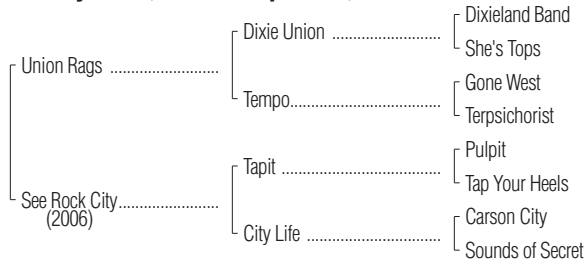 Dixieland Band
Dixie Union
She's Tops
Union Rags
Gone West
Tempo
Terpsichorist
Pulpit
Tapit
Tap Your Heels
See Rock City
(2006)
Carson City
City Life
Sounds of Secret